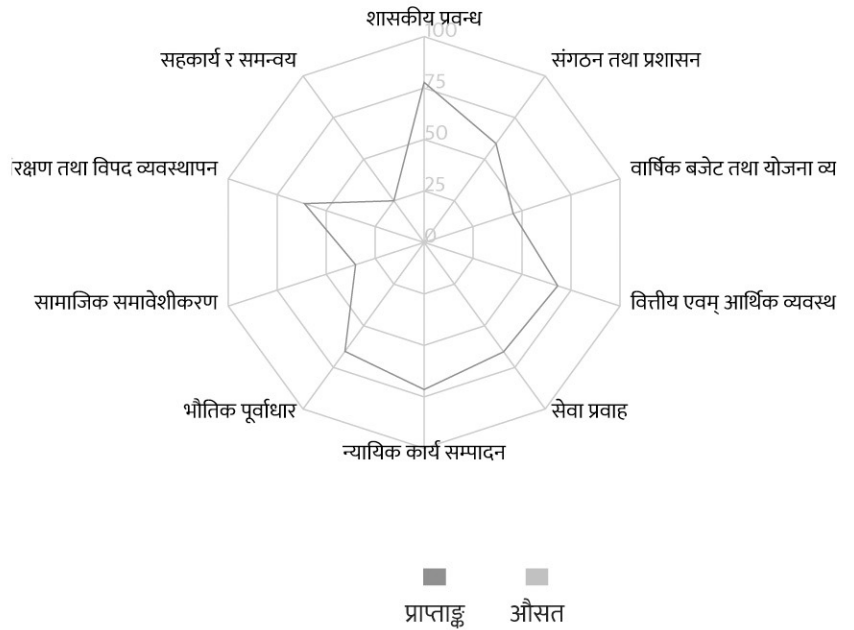 शासकीय प्रवन्ध
100
सहकार्य र समन्वय
संगठन तथा प्रशासन
75
50
रक्षण तथा विपद व्यवस्थापन
वार्षिक बजेट तथा योजना व्य
25
0
सामाजिक समावेशीकरण
वित्तीय एवम् आर्थिक व्यवस्थ
भौतिक पूर्वाधार
सेवा प्रवाह
न्यायिक कार्य सम्पादन
प्राप्ताङ्क
औसत